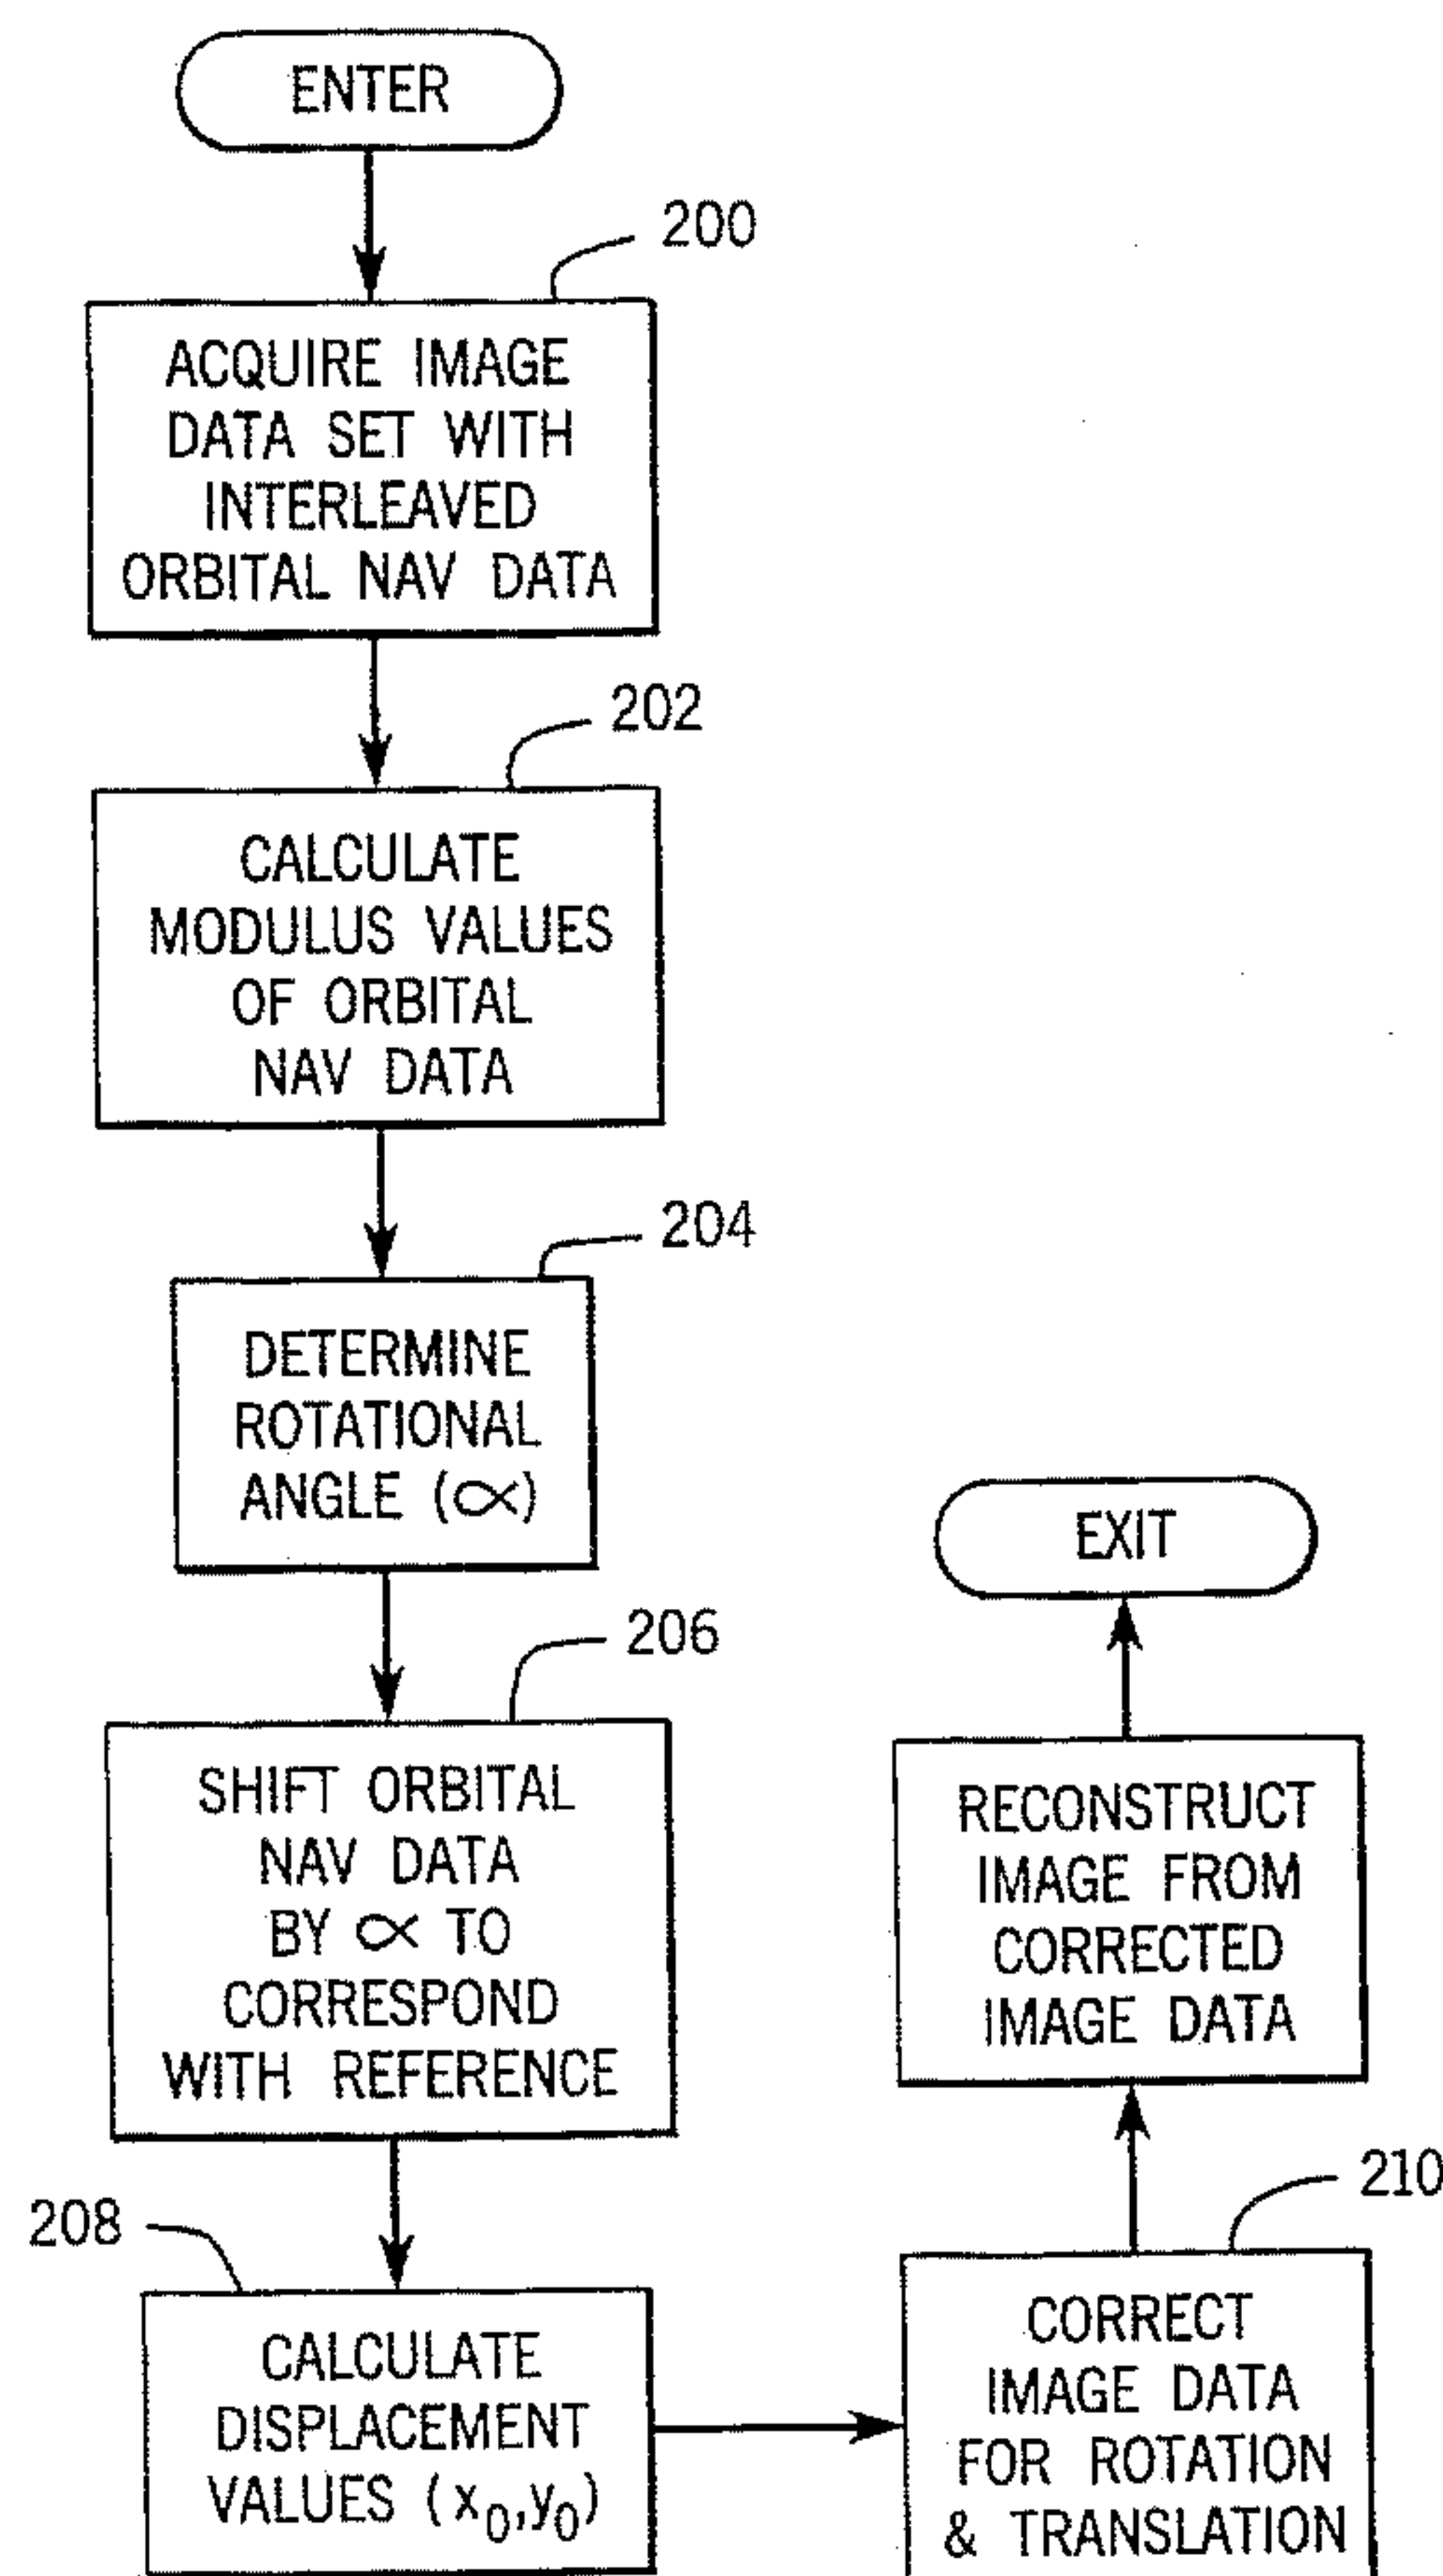 ENTER
200
ACQUIRE IMAGE
DATA SET WITH
INTERLEAVED
ORBITAL NAV DATA
202
CALCULATE
MODULUS VALUES
OF ORBITAL
NAV DATA
204
DETERMINE
ROTATIONAL
ANGLE (∝)
206
SHIFT ORBITAL
NAV DATA
BY ∝ TO
CORRESPOND
WITH REFERENCE
208
CALCULATE
DISPLACEMENT
VALUES (x₀,y₀)
210
CORRECT
IMAGE DATA
FOR ROTATION
& TRANSLATION
RECONSTRUCT
IMAGE FROM
CORRECTED
IMAGE DATA
EXIT